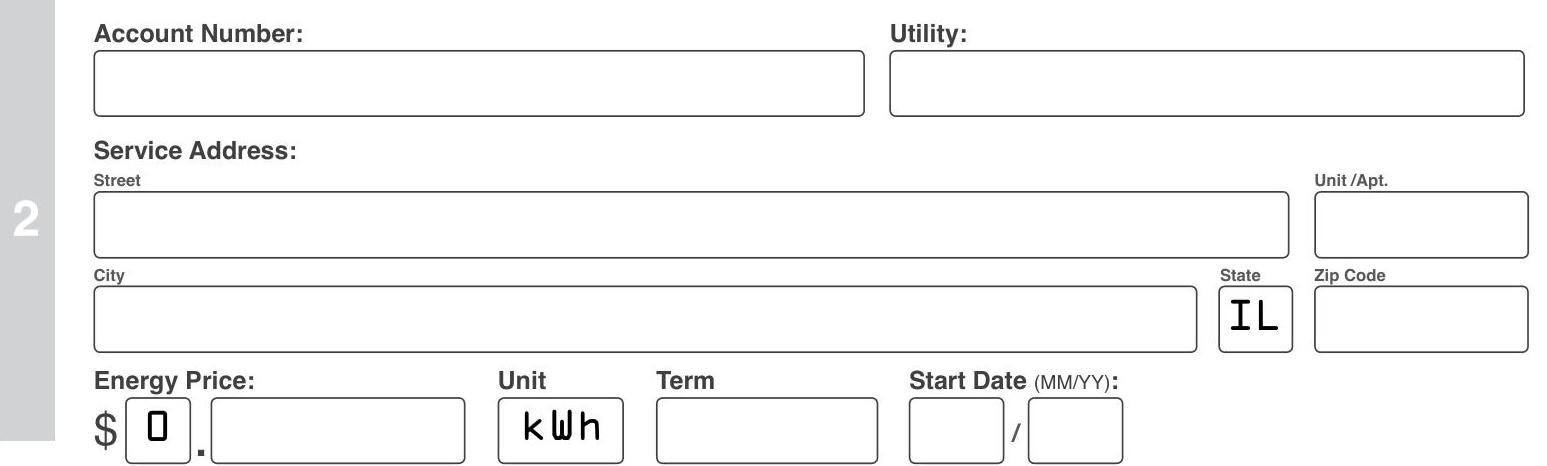 Account Number: Utility:
Service Address:
Street Unit /Apt.
2
City State Zip Code
IL
Energy Price: Unit Term Start Date (MM/YY):
$ 0 . kWh /